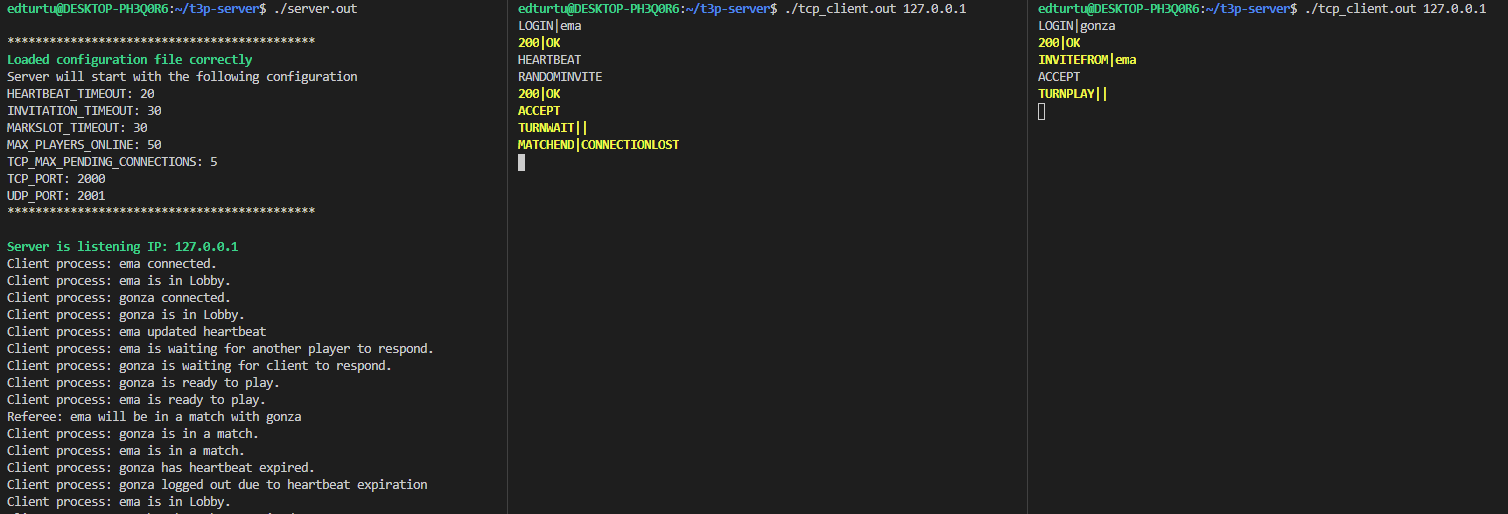 edturtu@DESKTOP-PH3Q0R6:~/t3p-server$ ./server.out
********************************************
Loaded configuration file correctly
Server will start with the following configuration
HEARTBEAT_TIMEOUT: 20
INVITATION_TIMEOUT: 30
MARKSLOT_TIMEOUT: 30
MAX_PLAYERS_ONLINE: 50
TCP_MAX_PENDING_CONNECTIONS: 5
TCP_PORT: 2000
UDP_PORT: 2001
********************************************
Server is listening IP: 127.0.0.1
Client process: ema connected.
Client process: ema is in Lobby.
Client process: gonza connected.
Client process: gonza is in Lobby.
Client process: ema updated heartbeat
Client process: ema is waiting for another player to respond.
Client process: gonza is waiting for client to respond.
Client process: gonza is ready to play.
Client process: ema is ready to play.
Referee: ema will be in a match with gonza
Client process: gonza is in a match.
Client process: ema is in a match.
Client process: gonza has heartbeat expired.
Client process: gonza logged out due to heartbeat expiration
Client process: ema is in Lobby.
edturtu@DESKTOP-PH3Q0R6:~/t3p-server$ ./tcp_client.out 127.0.0.1
LOGIN|ema
200|OK
HEARTBEAT
RANDOMINVITE
200|OK
ACCEPT
TURNWAIT||
MATCHEND|CONNECTIONLOST
edturtu@DESKTOP-PH3Q0R6:~/t3p-server$ ./tcp_client.out 127.0.0.1
LOGIN|gonza
200|OK
INVITEFROM|ema
ACCEPT
TURNPLAY||